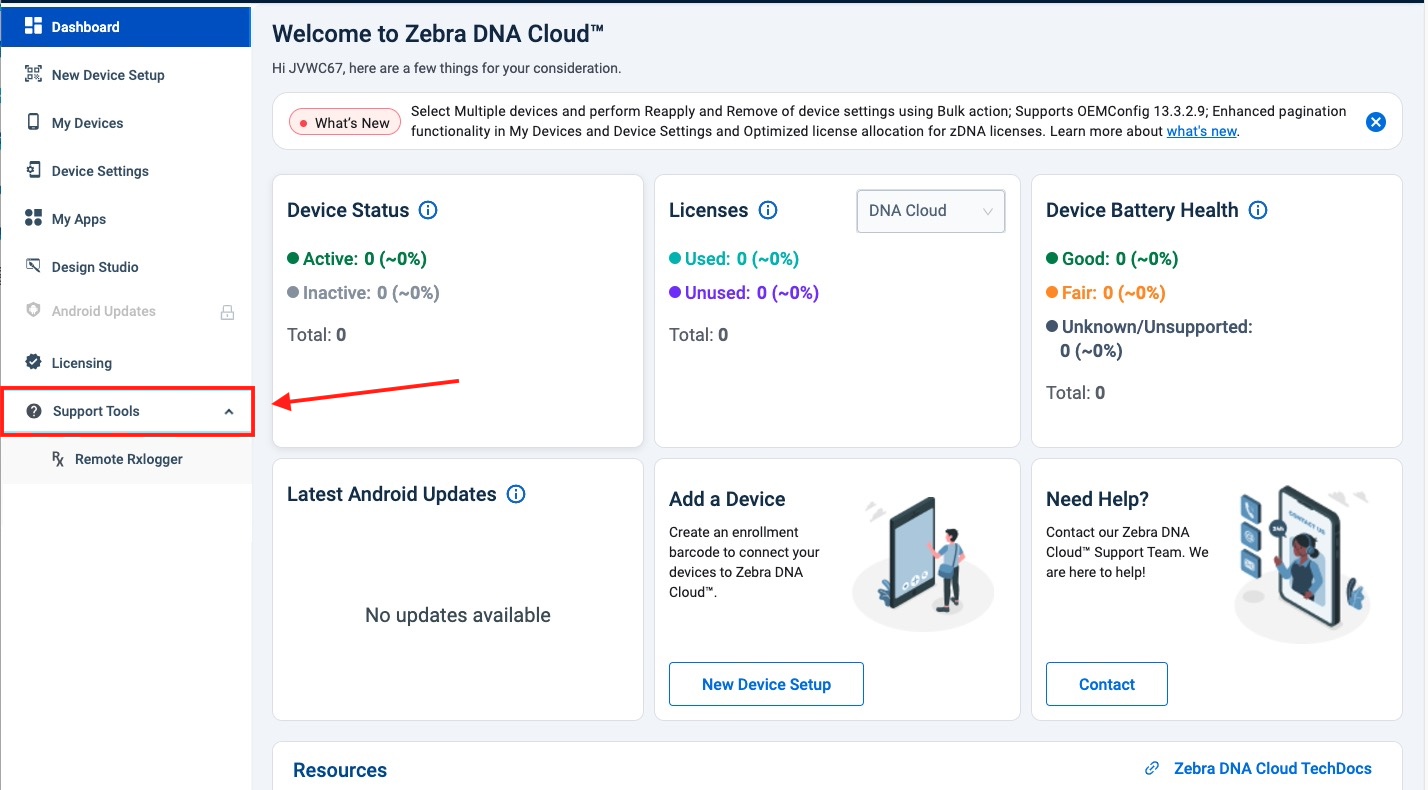 Dashboard
New Device Setup
My Devices
Device Settings
My Apps
Design Studio
Android Updates
Licensing
Support Tools
Remote Rxlogger
Welcome to Zebra DNA Cloud™
Hi JVWC67, here are a few things for your consideration.
What's New
Select Multiple devices and perform Reapply and Remove of device settings using Bulk action; Supports OEMConfig 13.3.2.9; Enhanced pagination
functionality in My Devices and Device Settings and Optimized license allocation for zDNA licenses. Learn more about what's new.
Device Status
Active: 0 (~0%)
Inactive: 0 (~0%)
Total: 0
Licenses
DNA Cloud
Used: 0 (~0%)
Unused: 0 (~0%)
Total: 0
Device Battery Health
Good: 0 (~0%)
Fair: 0 (~0%)
Unknown/Unsupported:
0 (~0%)
Total: 0
Latest Android Updates
No updates available
Add a Device
Create an enrollment
barcode to connect your
devices to Zebra DNA
Cloud™.
New Device Setup
Need Help?
Contact our Zebra DNA
Cloud™ Support Team. We
are here to help!
CONTACT US
Contact
Resources
Zebra DNA Cloud TechDocs